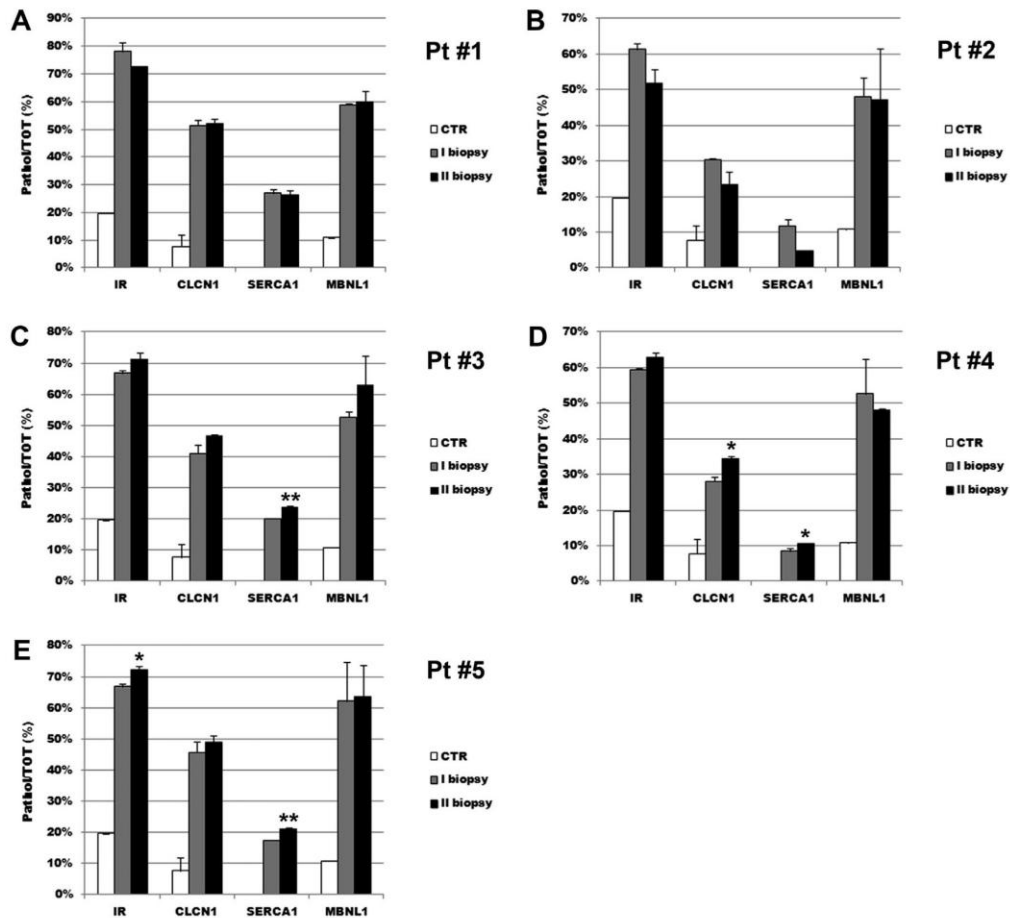 A
Pt #1
Pathol/TOT (%)
90%
80%
70%
60%
50%
40%
30%
20%
10%
0%
IR CLCN1 SERCA1 MBNL1
CTR
I biopsy
II biopsy
B
Pt #2
Pathol/TOT (%)
70%
60%
50%
40%
30%
20%
10%
0%
IR CLCN1 SERCA1 MBNL1
CTR
I biopsy
II biopsy
C
Pt #3
Pathol/TOT (%)
80%
70%
60%
50%
40%
30%
20%
10%
0%
**
IR CLCN1 SERCA1 MBNL1
CTR
I biopsy
II biopsy
D
Pt #4
Pathol/TOT (%)
70%
60%
50%
40%
30%
20%
10%
0%
*
*
IR CLCN1 SERCA1 MBNL1
CTR
I biopsy
II biopsy
E
Pt #5
Pathol/TOT (%)
80%
70%
60%
50%
40%
30%
20%
10%
0%
*
**
IR CLCN1 SERCA1 MBNL1
CTR
I biopsy
II biopsy